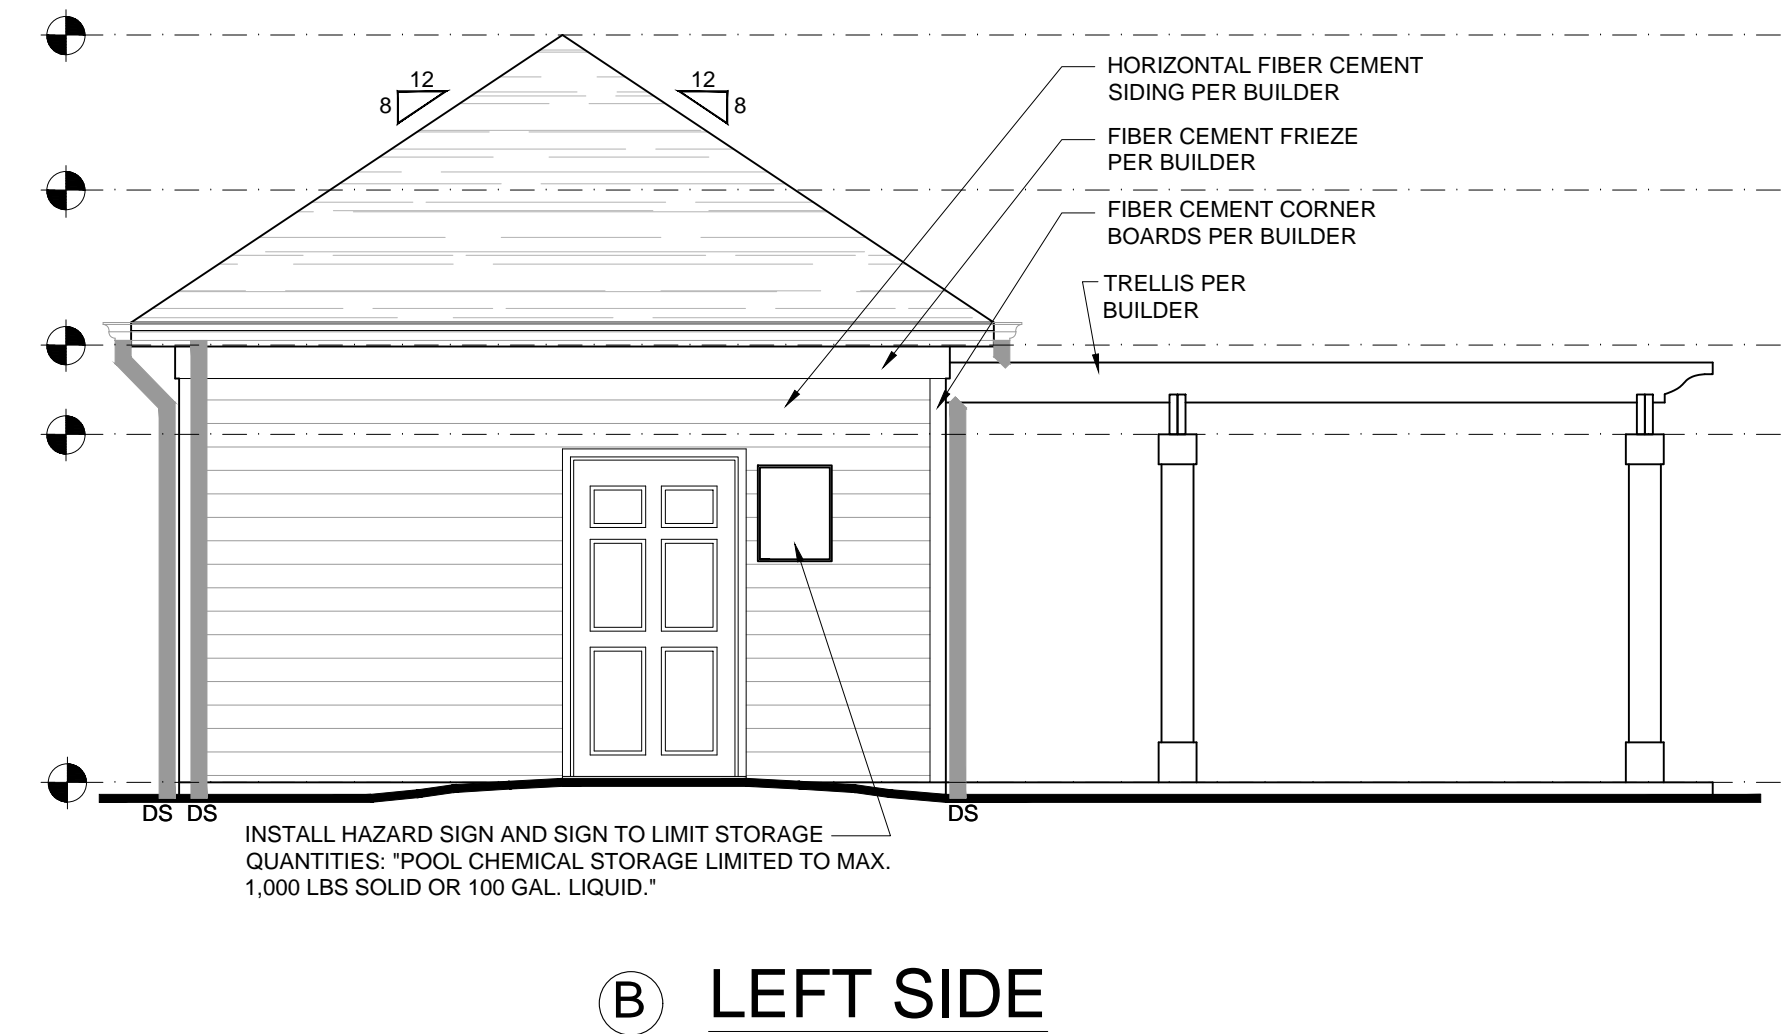 12
8
12
8
HORIZONTAL FIBER CEMENT
SIDING PER BUILDER
FIBER CEMENT FRIEZE
PER BUILDER
FIBER CEMENT CORNER
BOARDS PER BUILDER
TRELLIS PER
BUILDER
DS DS
DS
INSTALL HAZARD SIGN AND SIGN TO LIMIT STORAGE
QUANTITIES: "POOL CHEMICAL STORAGE LIMITED TO MAX.
1,000 LBS SOLID OR 100 GAL. LIQUID."
B LEFT SIDE